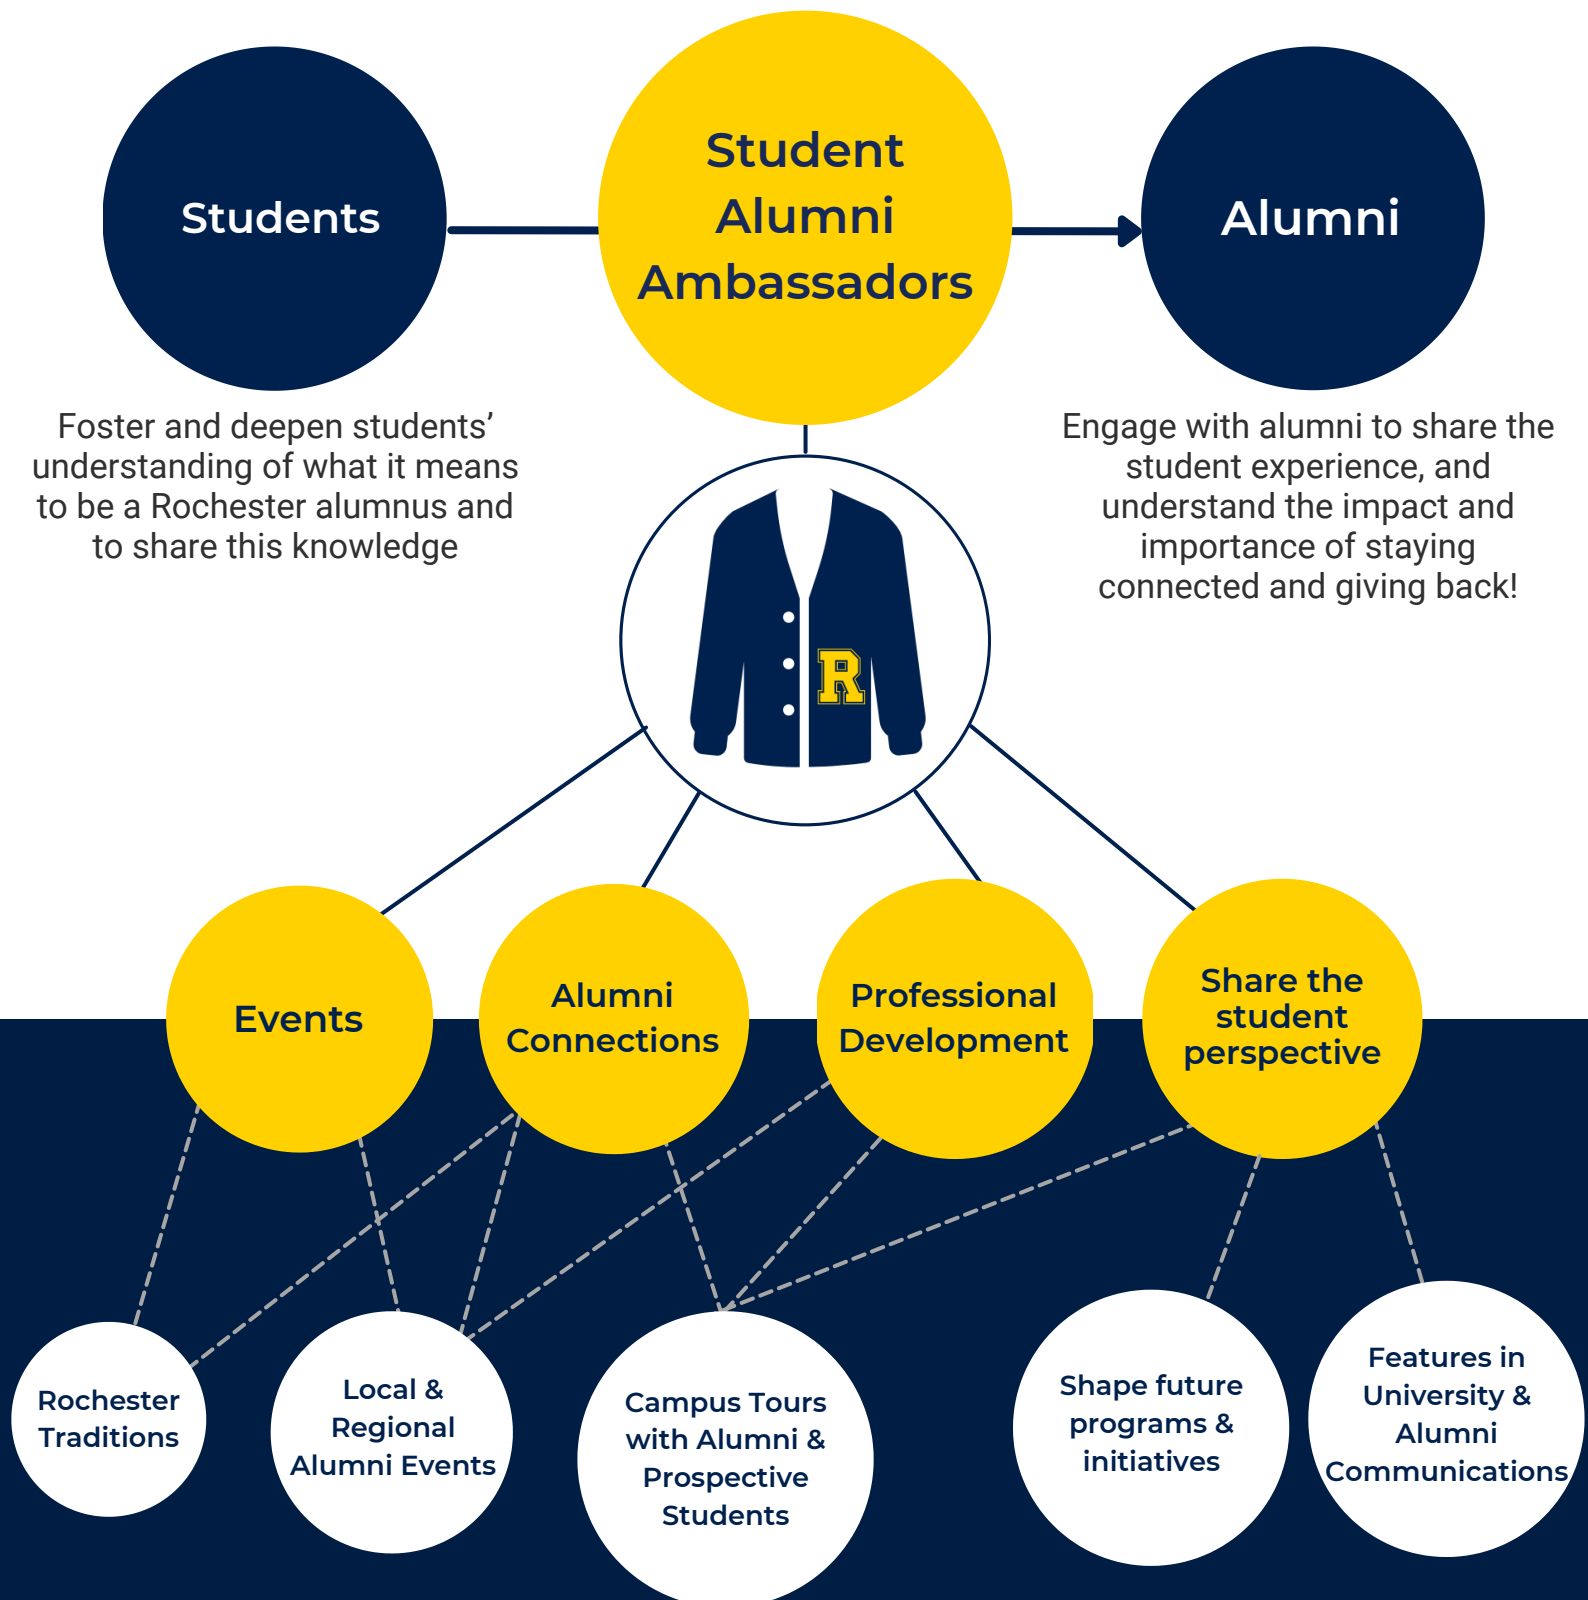 Students
Student
Alumni
Ambassadors
Alumni
Foster and deepen students’
understanding of what it means
to be a Rochester alumnus and
to share this knowledge
Engage with alumni to share the
student experience, and
understand the impact and
importance of staying
connected and giving back!
R
Events
Alumni
Connections
Professional
Development
Share the
student
perspective
Rochester
Traditions
Local &
Regional
Alumni Events
Campus Tours
with Alumni &
Prospective
Students
Shape future
programs &
initiatives
Features in
University &
Alumni
Communications